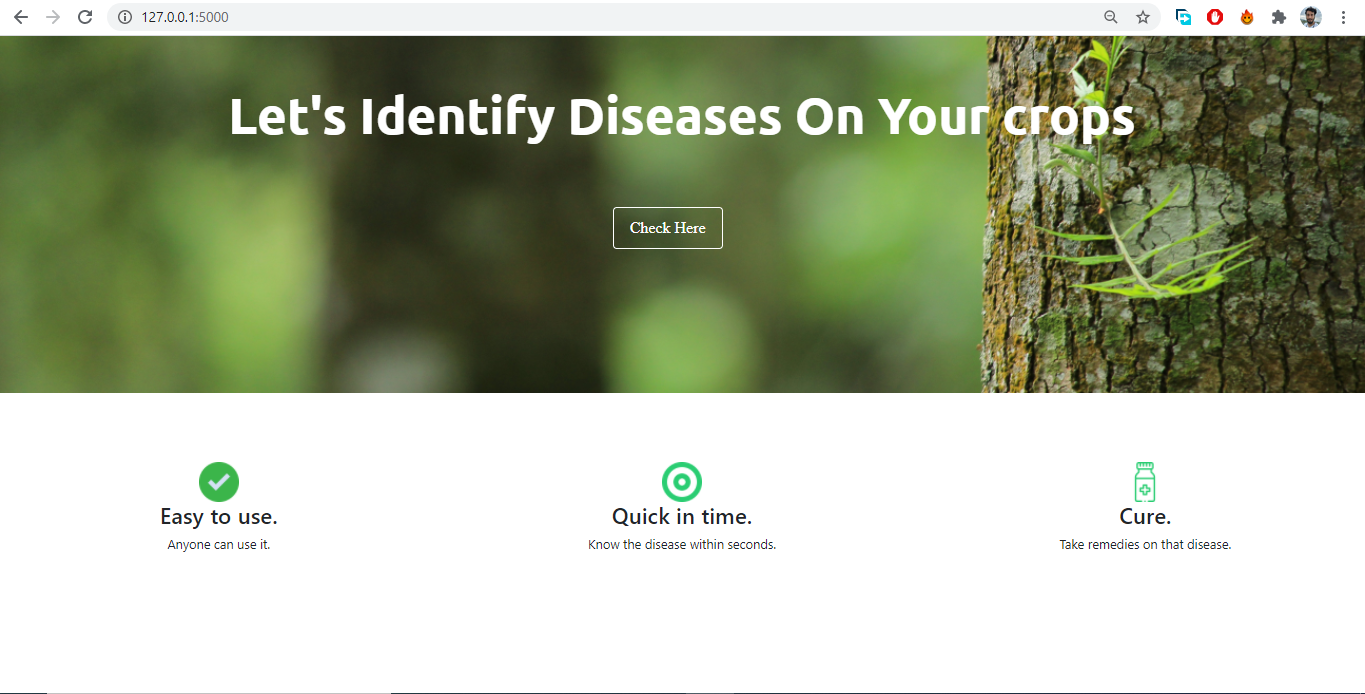 127.0.0.1:5000
Let's Identify Diseases On Your crops
Check Here
Easy to use.
Anyone can use it.
Quick in time.
Know the disease within seconds.
Cure.
Take remedies on that disease.